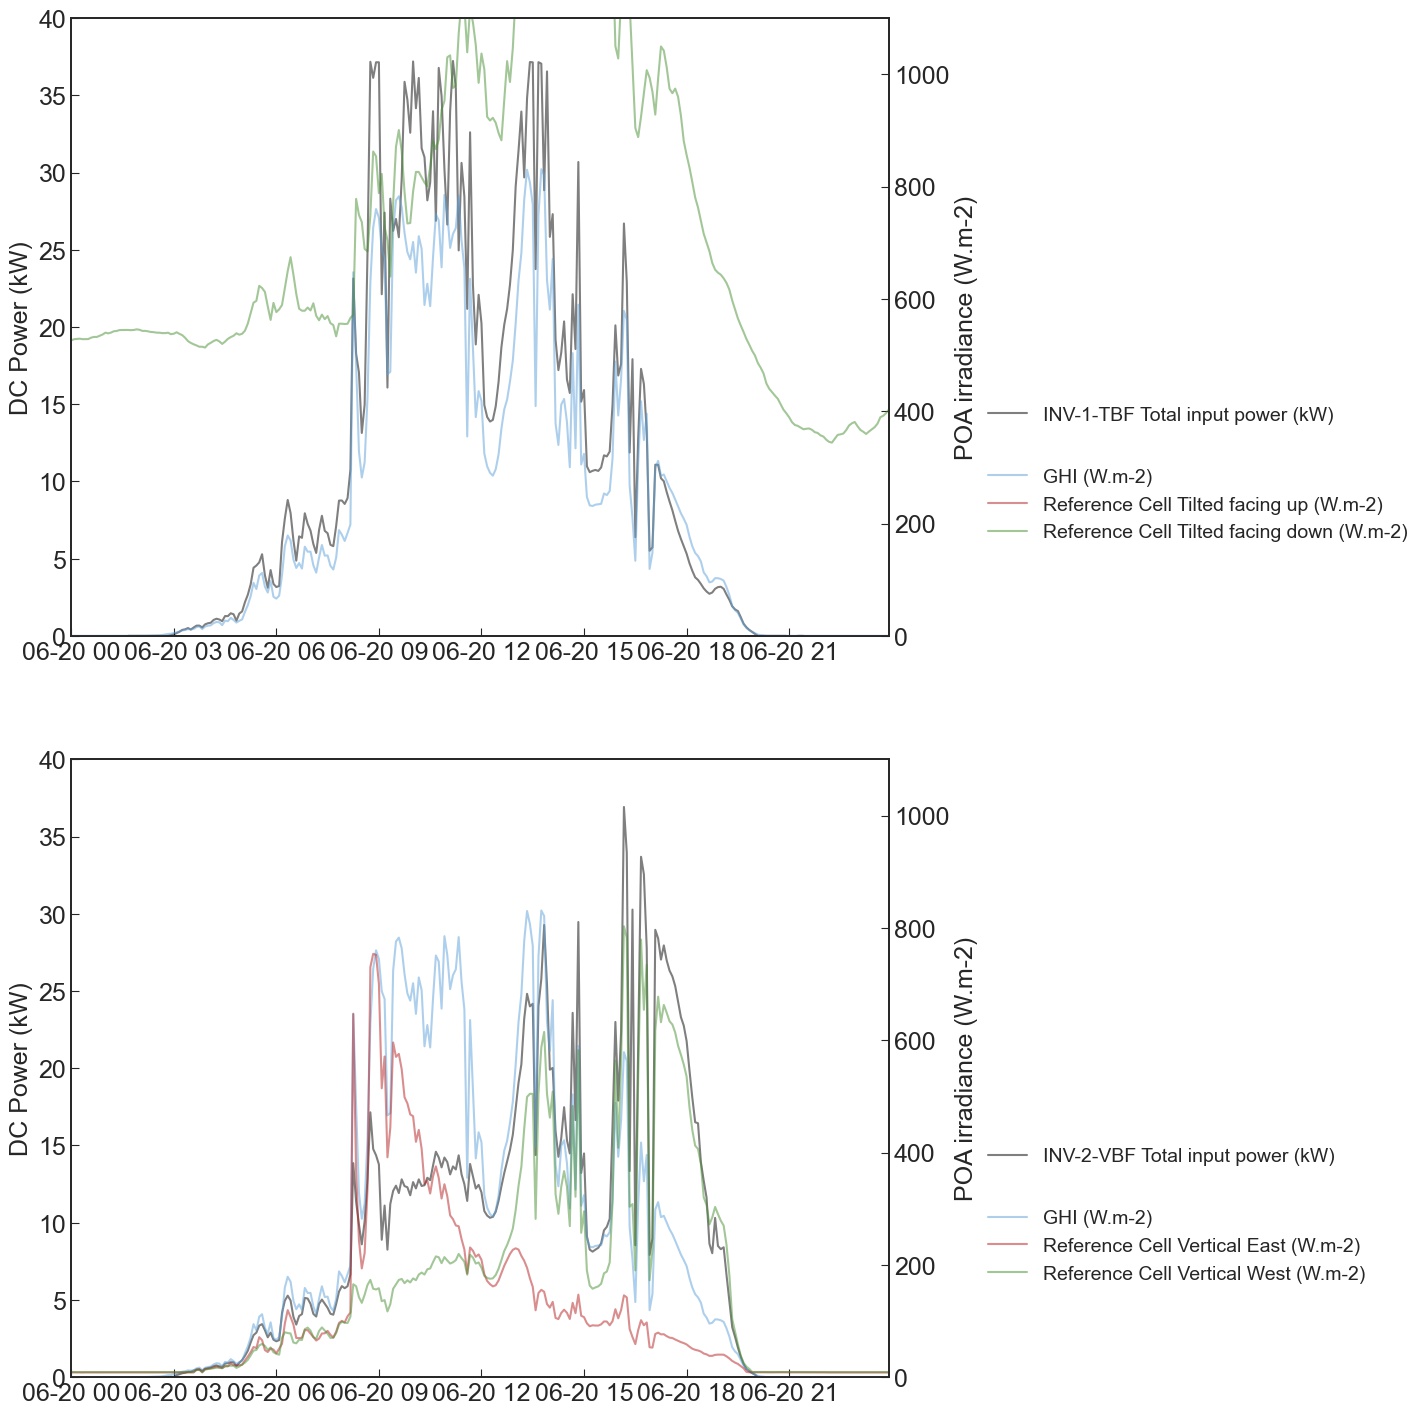 40
35
30
25
20
15
10
5
0
DC Power (kW)
1000
800
600
400
200
0
POA irradiance (W.m-2)
06-20 00 06-20 03 06-20 06 06-20 09 06-20 12 06-20 15 06-20 18 06-20 21
INV-1-TBF Total input power (kW)
GHI (W.m-2)
Reference Cell Tilted facing up (W.m-2)
Reference Cell Tilted facing down (W.m-2)
40
35
30
25
20
15
10
5
0
DC Power (kW)
1000
800
600
400
200
0
POA irradiance (W.m-2)
06-20 00 06-20 03 06-20 06 06-20 09 06-20 12 06-20 15 06-20 18 06-20 21
INV-2-VBF Total input power (kW)
GHI (W.m-2)
Reference Cell Vertical East (W.m-2)
Reference Cell Vertical West (W.m-2)